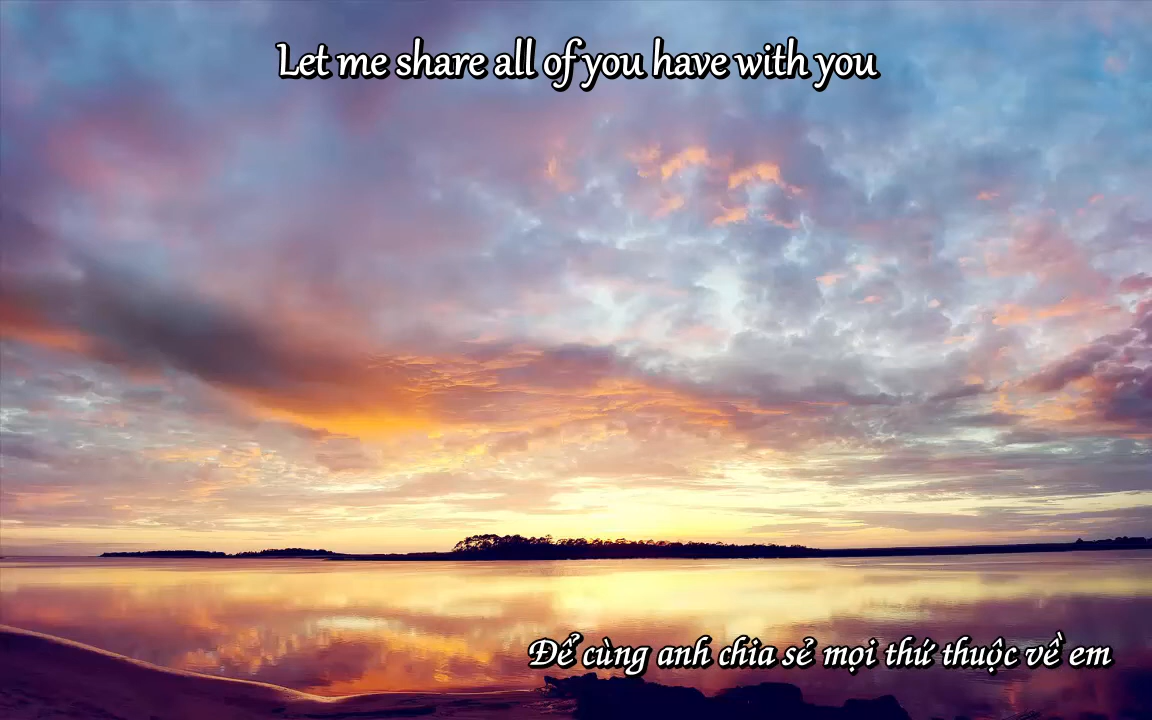 Let me share all of you have with you
Để cùng anh chia sẻ mọi thứ thuộc về em